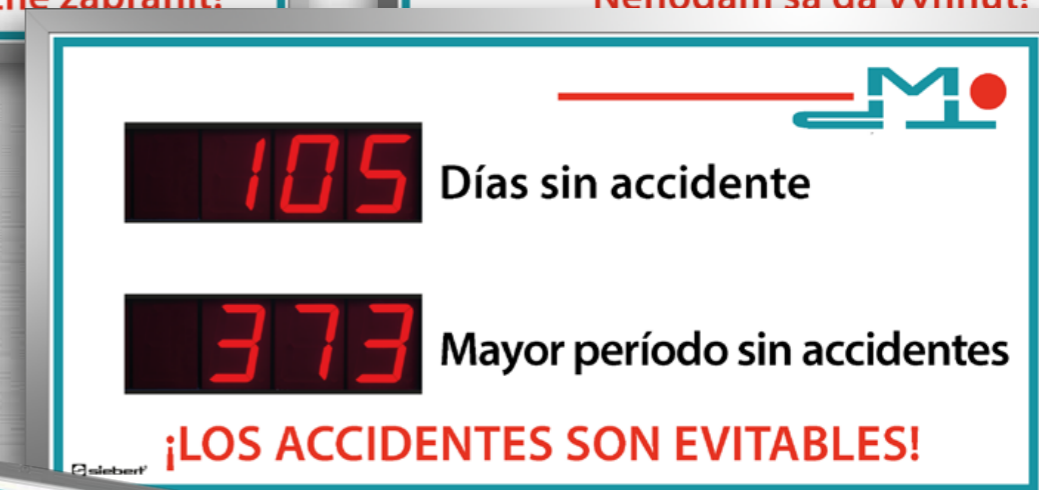 105 Días sin accidente
373 Mayor período sin accidentes
¡LOS ACCIDENTES SON EVITABLES!
siebert